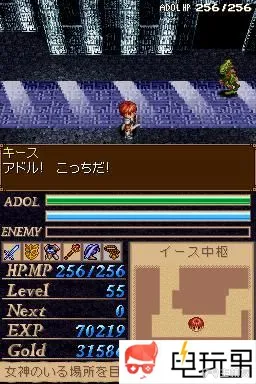 ADOL HP 256/256
キース
アドル! こっちだ!
ADOL
ENEMY
イース中枢
HP.MP 256/256
Level 55
Next 0
EXP 70219
Gold 31586
女神のいる場所を目
电玩男